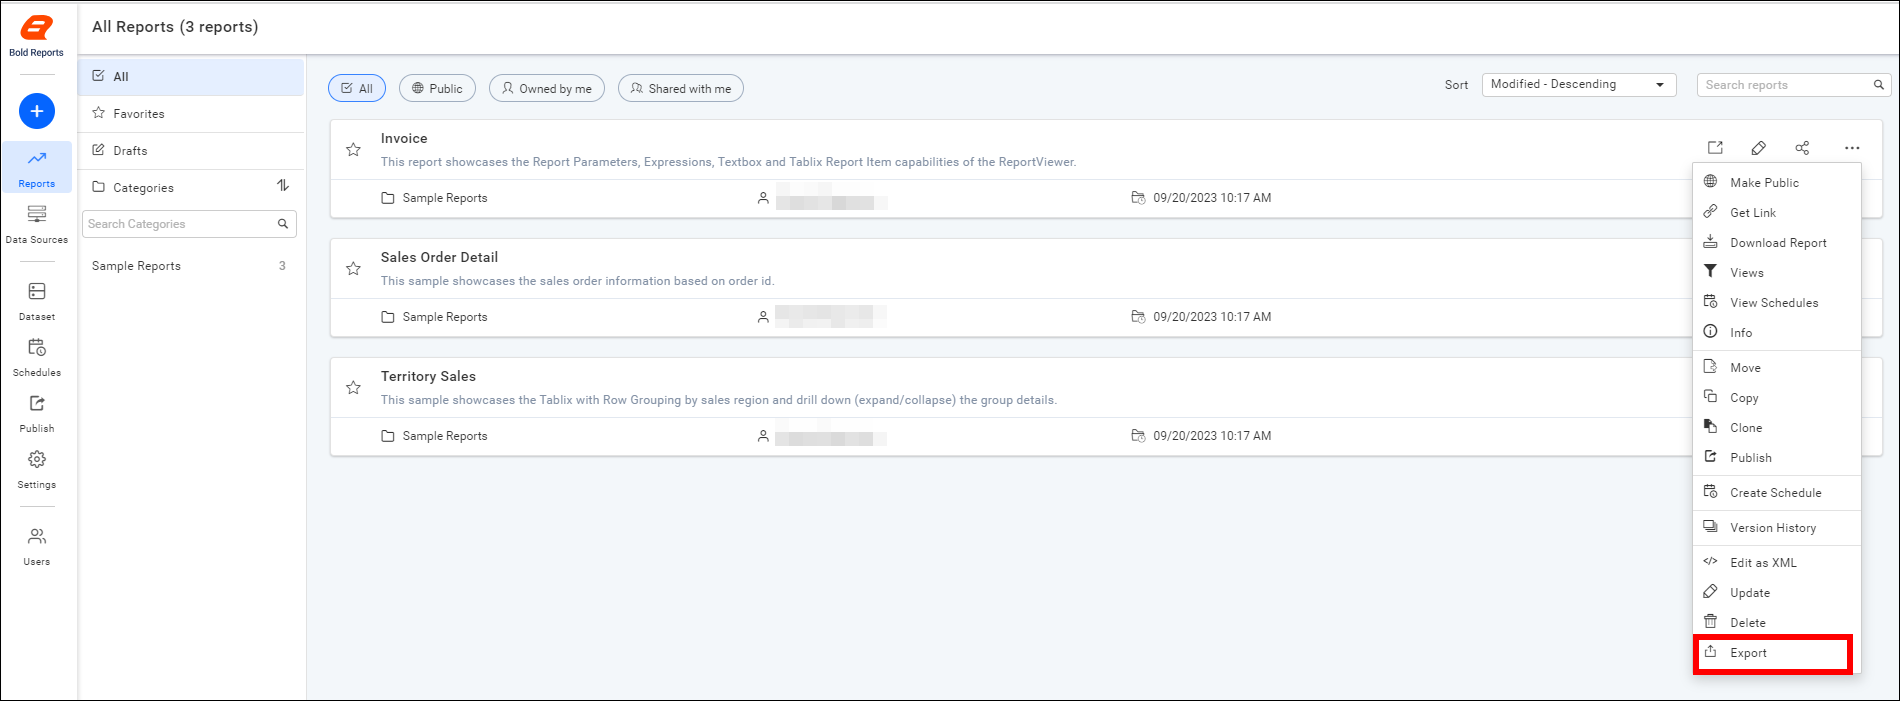 Bold Reports
All Reports (3 reports)
Reports
Data Sources
Dataset
Schedules
Publish
Settings
Users
All
Favorites
Drafts
Categories
Search Categories
Sample Reports 3
All Public Owned by me Shared with me
Sort Modified - Descending Search reports
Invoice
This report showcases the Report Parameters, Expressions, Textbox and Tablix Report Item capabilities of the ReportViewer.
Sample Reports 09/20/2023 10:17 AM
Sales Order Detail
This sample showcases the sales order information based on order id.
Sample Reports 09/20/2023 10:17 AM
Territory Sales
This sample showcases the Tablix with Row Grouping by sales region and drill down (expand/collapse) the group details.
Sample Reports 09/20/2023 10:17 AM
Make Public
Get Link
Download Report
Views
View Schedules
Info
Move
Copy
Clone
Publish
Create Schedule
Version History
Edit as XML
Update
Delete
Export